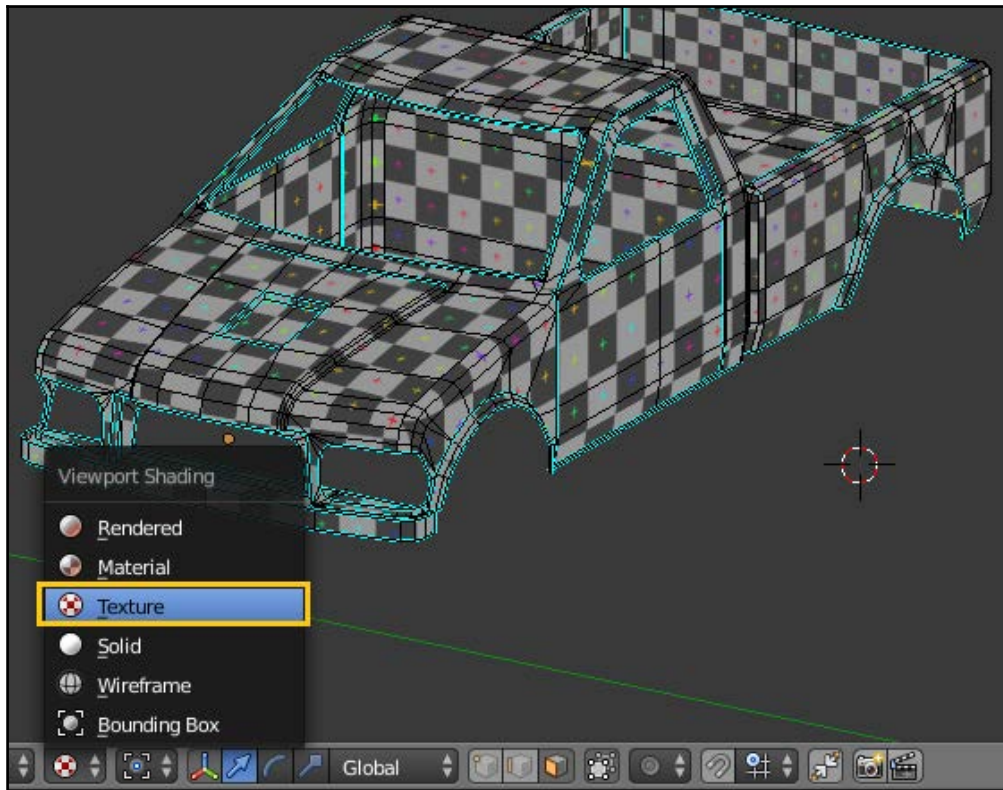 Viewport Shading
Rendered
Material
Texture
Solid
Wireframe
Bounding Box
Global